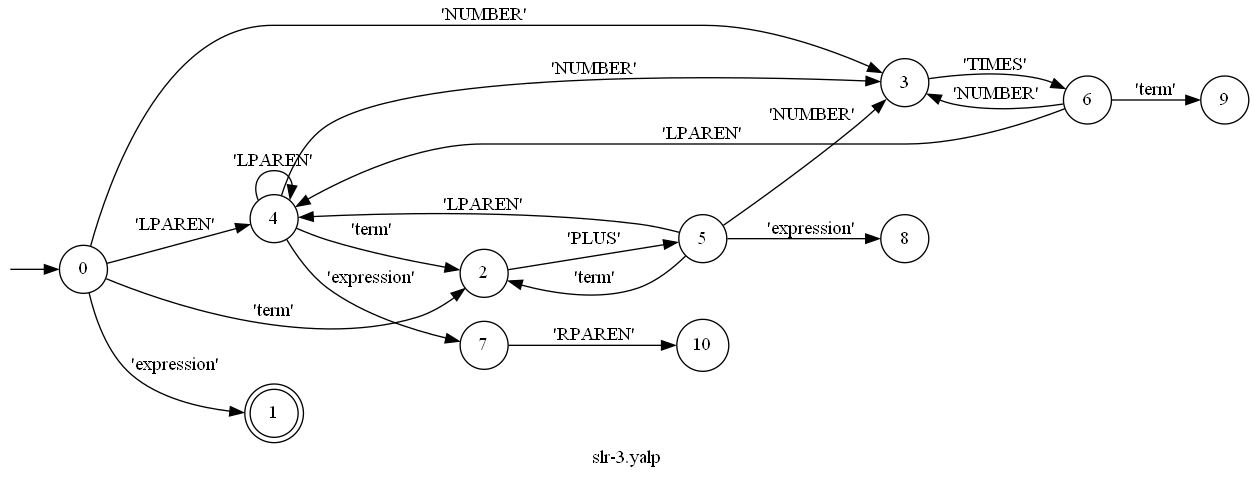 'NUMBER'
'NUMBER'
'TIMES'
3
'NUMBER'
6
'term'
9
'NUMBER'
'LPAREN'
'LPAREN'
4
'LPAREN'
'LPAREN'
'term'
'PLUS'
5
'expression'
8
0
2
'term'
'expression'
'term'
7
'RPAREN'
10
'expression'
1
slr-3.yalp